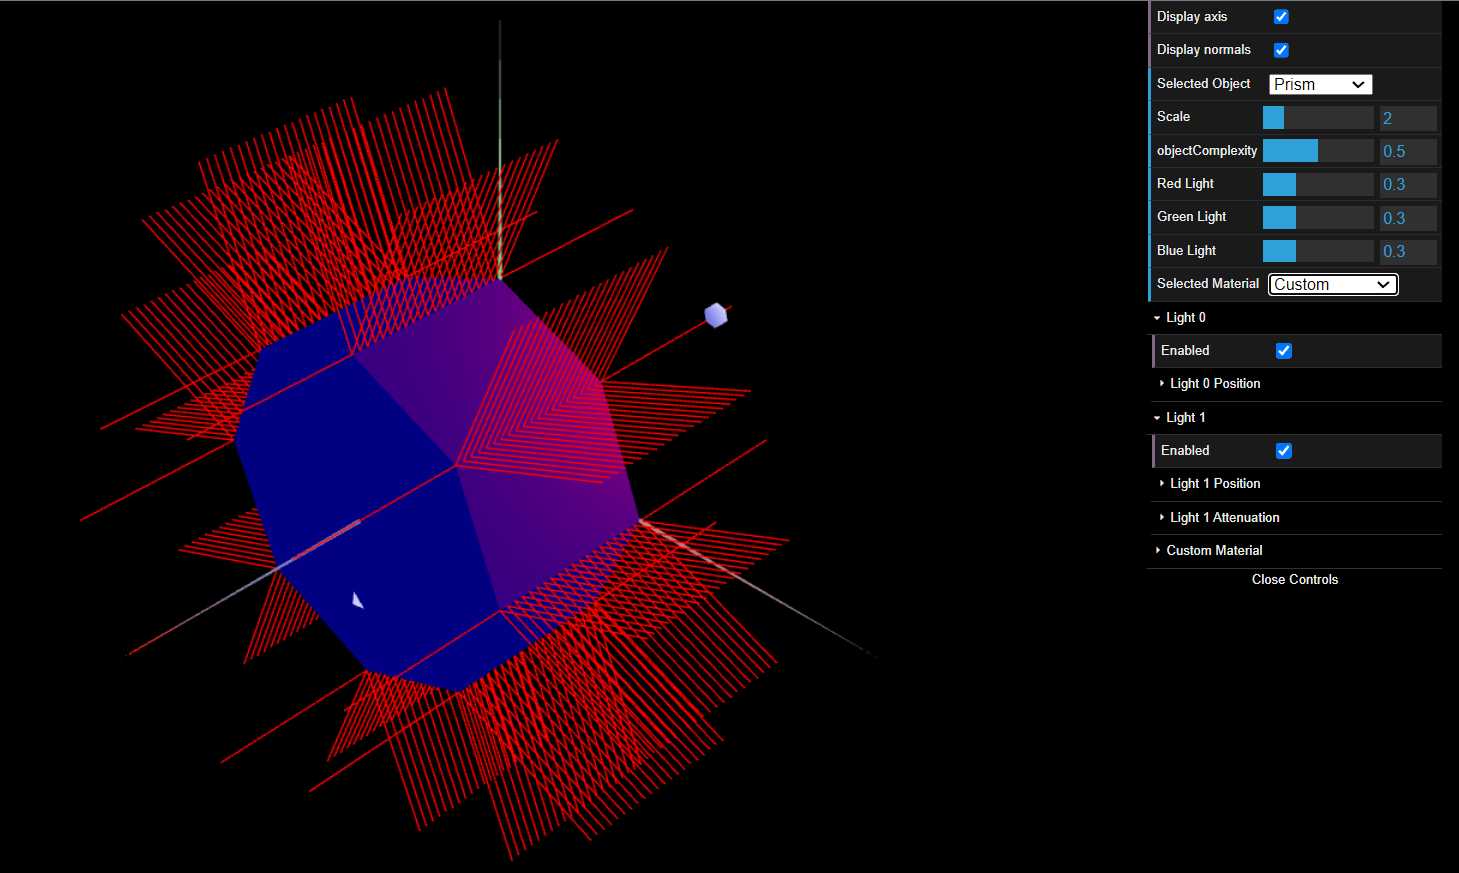 Display axis
Display normals
Selected Object Prism
Scale 2
objectComplexity 0.5
Red Light 0.3
Green Light 0.3
Blue Light 0.3
Selected Material Custom
Light 0
Enabled
Light 0 Position
Light 1
Enabled
Light 1 Position
Light 1 Attenuation
Custom Material
Close Controls